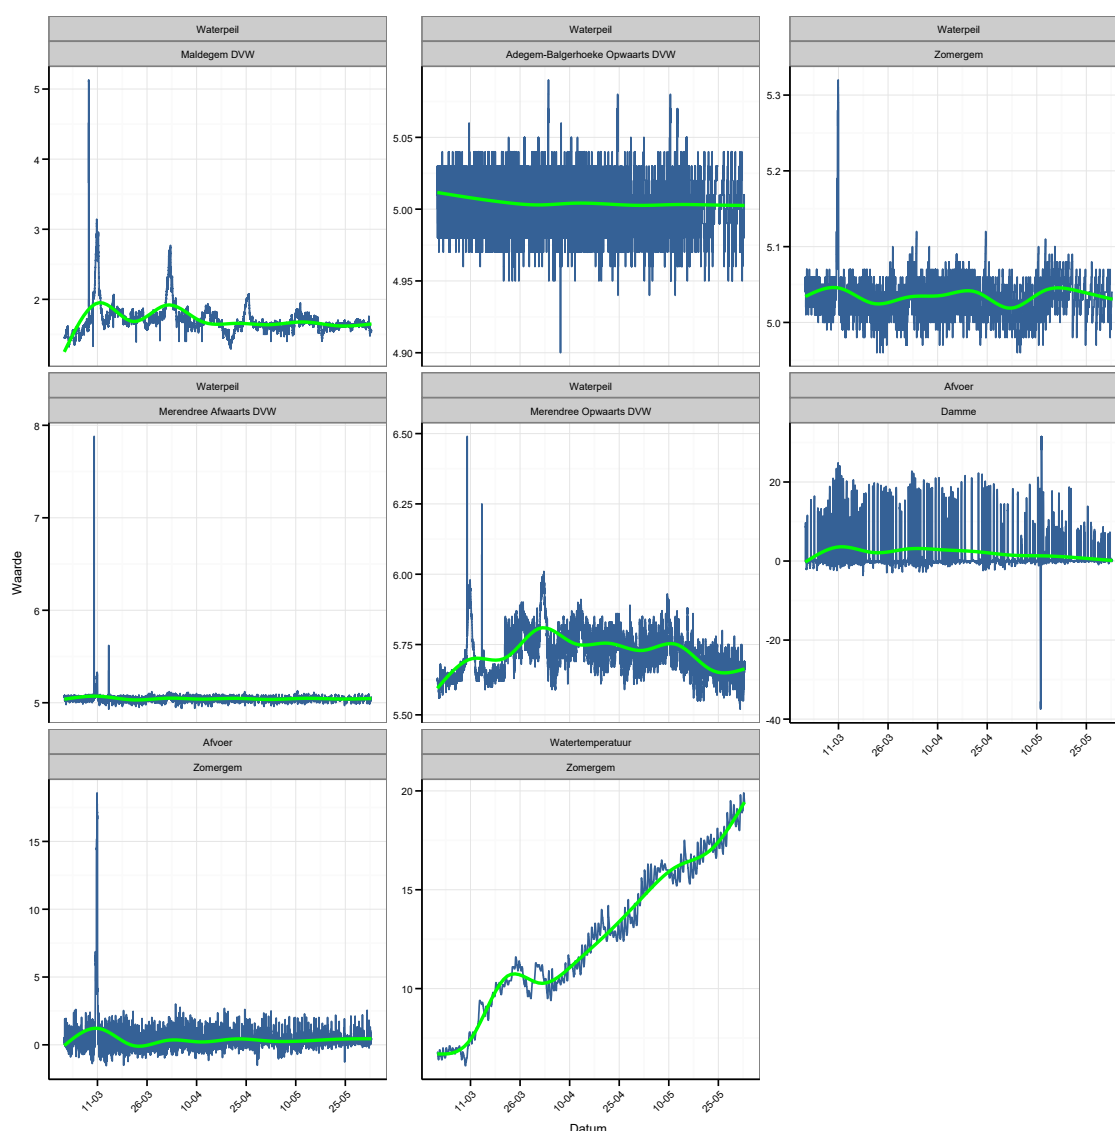 Waterpeil
Waterpeil
Waterpeil
Maldegem DVW
Adegem-Balgerhoeke Opwaarts DVW
Zomergem
5
4
3
2
5.05
5.00
4.95
4.90
5.3
5.2
5.1
5.0
Waterpeil
Waterpeil
Afvoer
Merendree Afwaarts DVW
Merendree Opwaarts DVW
Damme
8
7
6
5
6.50
6.25
6.00
5.75
5.50
20
0
-20
-40
11-03
26-03
10-04
25-04
10-05
25-05
Waarde
Afvoer
Watertemperatuur
Zomergem
Zomergem
15
10
5
0
20
15
10
11-03
26-03
10-04
25-04
10-05
25-05
11-03
26-03
10-04
25-04
10-05
25-05
Datum